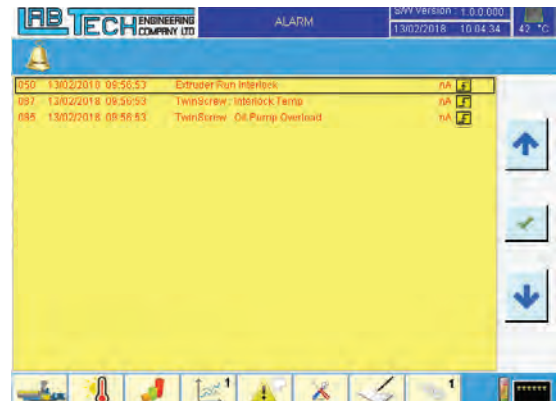 LAB TECH ENGINEERING COMPANY LTD
ALARM
S/W Version : 1.0.0.000
13/02/2018 10:04:34
42 °C
050 13/02/2018 09:56:53 Extruder Run Interlock nA
087 13/02/2018 09:56:53 TwinScrew : Interlock Temp nA
085 13/02/2018 09:56:53 TwinScrew : Oil Pump Overload nA
1
1
******